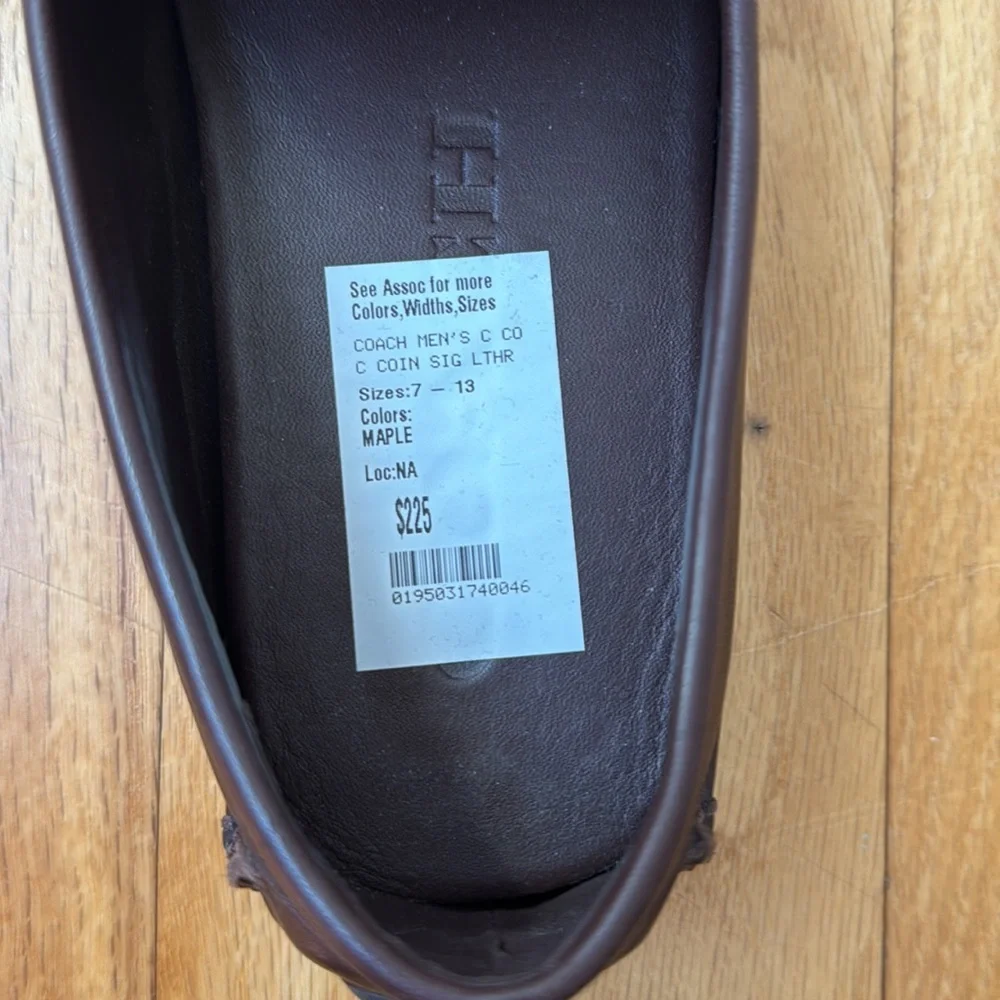 See Assoc for more
Colors,Widths,Sizes
COACH MEN'S C CO
C COIN SIG LTHR
Sizes:7 – 13
Colors:
MAPLE
Loc:NA
$225
0195031740046